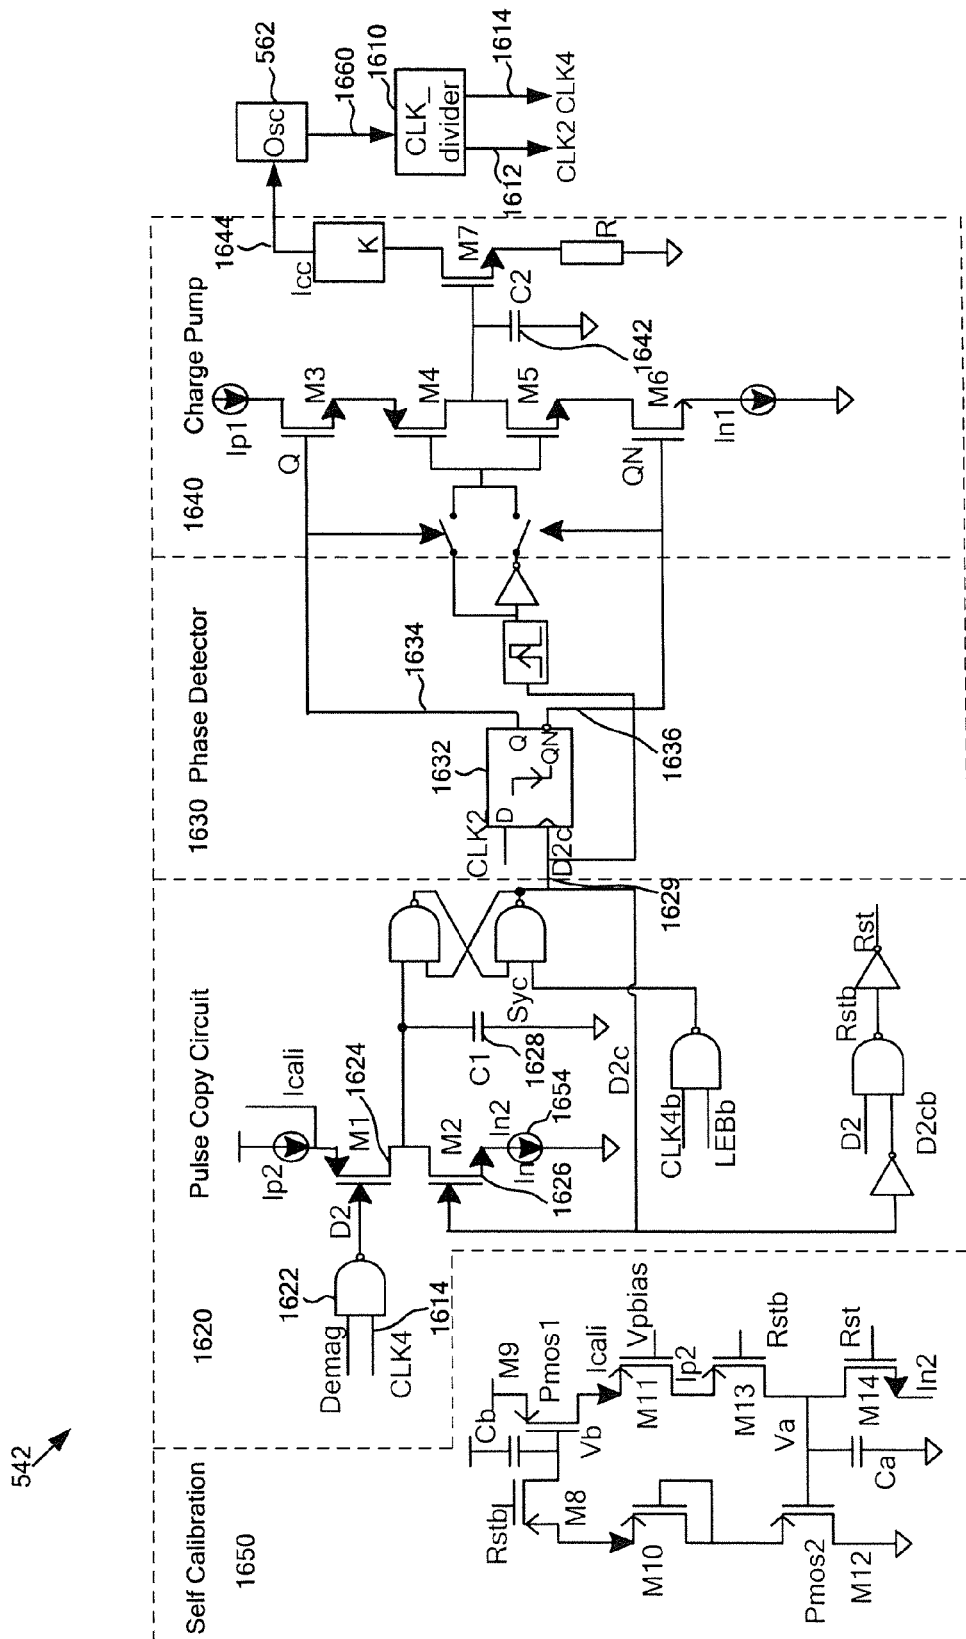 542
Self Calibration
1650
Rstb
Cb
M9
Pmos1
Vb
M8
Icali
Vpbias
M11
Ip2
Rstb
M13
M10
Va
Rst
M14
In2
Ca
Pmos2
M12
1620
Pulse Copy Circuit
Demag
CLK4
1622
1614
D2
Ip2
Icali
M1
1624
M2
In2
In
1654
1626
C1
1628
Syc
D2c
CLK4b
LEBb
D2
D2cb
Rstb
Rst
1629
1630 Phase Detector
CLK2
D
D2c
1632
Q
QN
1634
1636
1640
Charge Pump
Q
Ip1
M3
M4
M5
M6
QN
In1
C2
1642
M7
R
K
Icc
1644
Osc
562
1660
CLK_
divider
1610
1612
1614
CLK2 CLK4